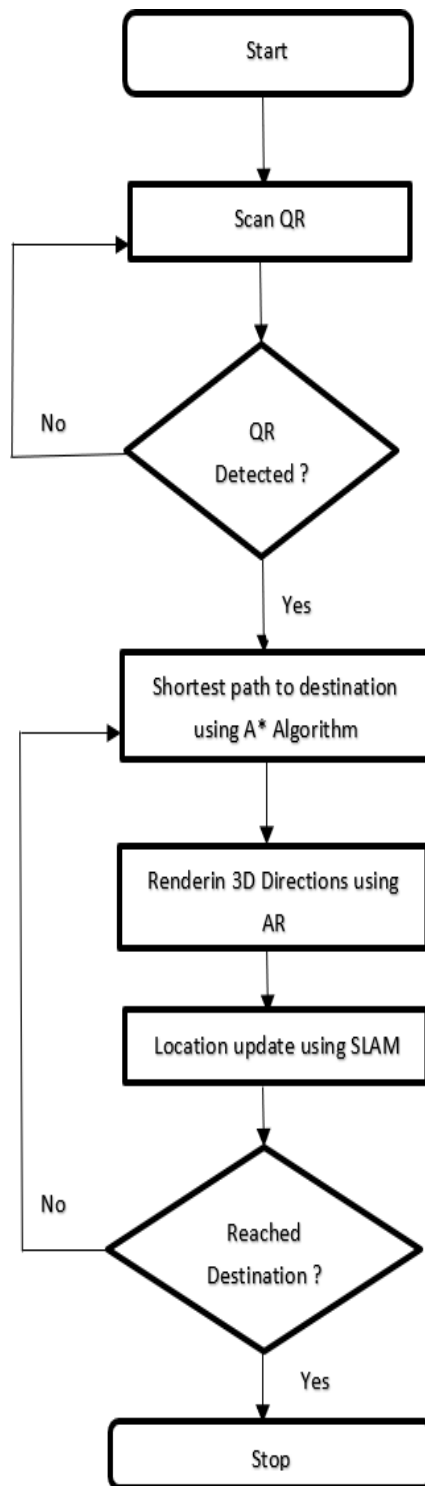 Start
Scan QR
No
QR
Detected ?
Yes
Shortest path to destination
using A* Algorithm
Renderin 3D Directions using
AR
Location update using SLAM
No
Reached
Destination ?
Yes
Stop